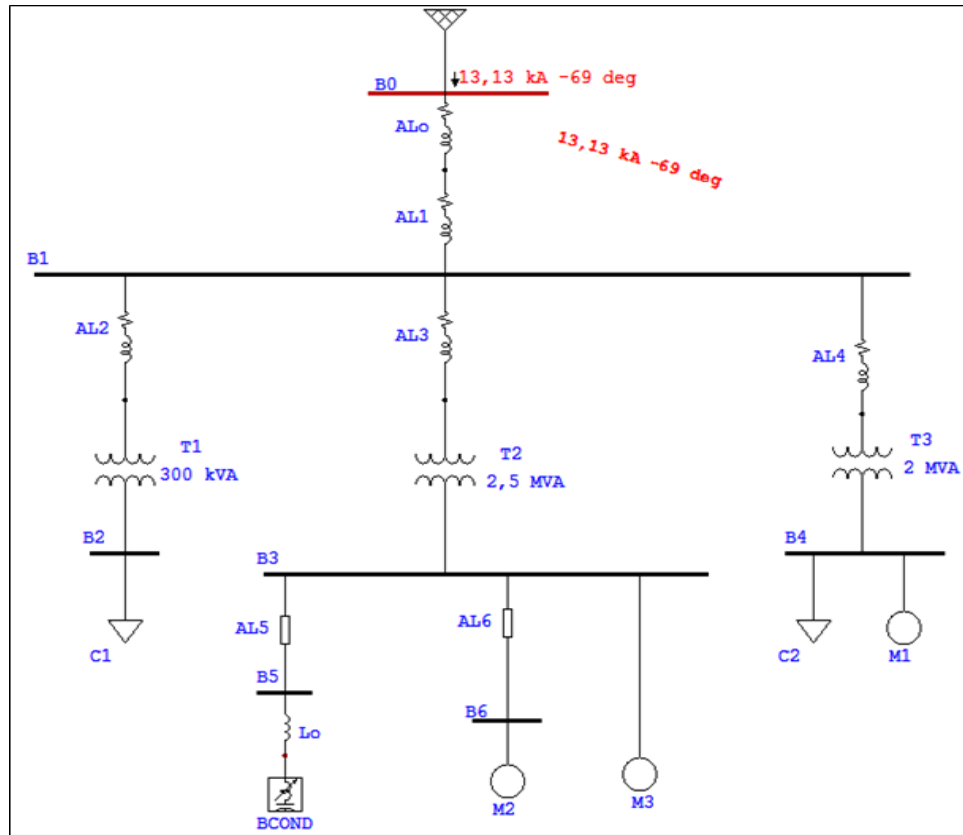 13,13 kA -69 deg
B0
ALo
13,13 kA -69 deg
AL1
B1
AL2
AL3
AL4
T1
300 kVA
T2
2,5 MVA
T3
2 MVA
B2
B3
B4
AL5
AL6
C1
C2
M1
B5
B6
Lo
M2
M3
BCOND